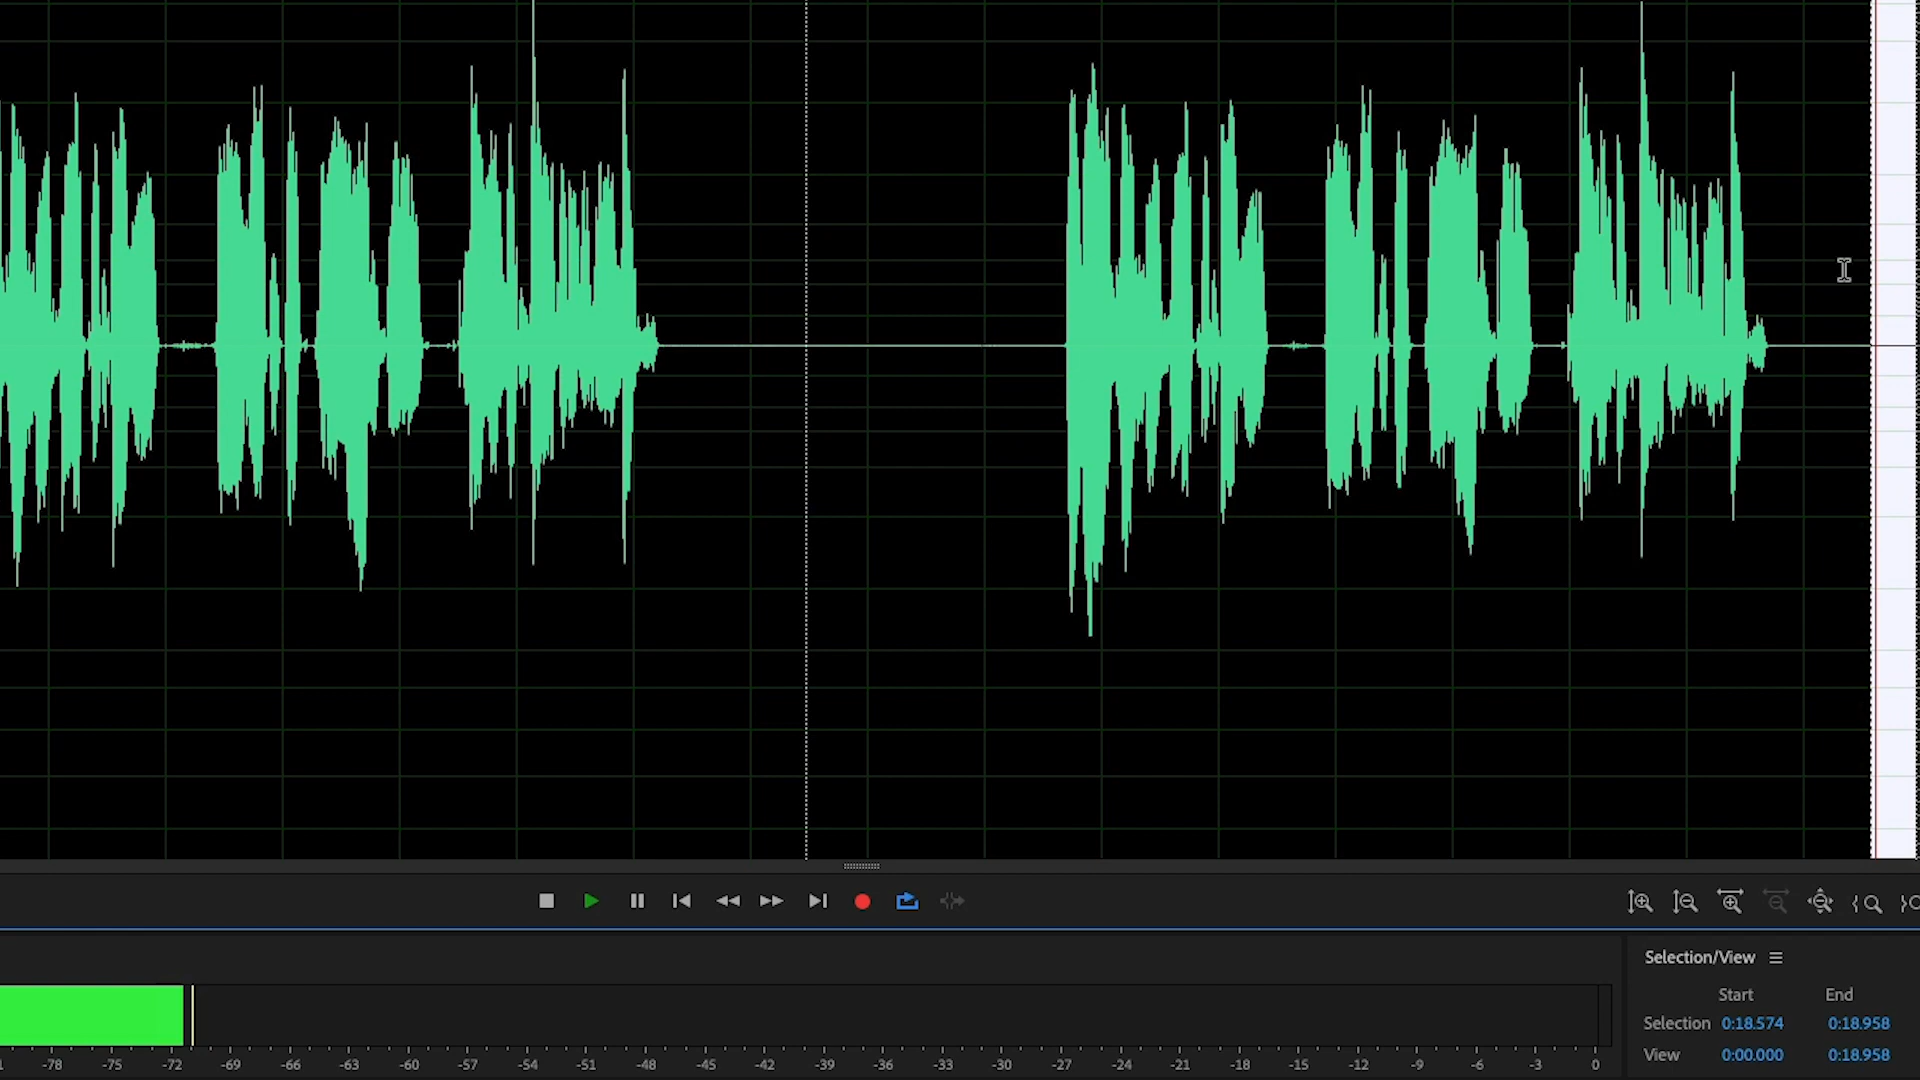 -78 -75 -72 -69 -66 -63 -60 -57 -54 -51 -48 -45 -42 -39 -36 -33 -30 -27 -24 -21 -18 -15 -12 -9 -6 -3 0
Selection/View
Start End
Selection 0:18.574 0:18.958
View 0:00.000 0:18.958